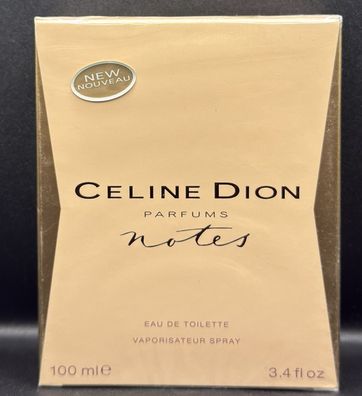 NEW
NOUVEAU
CELINE DION
PARFUMS
notes
EAU DE TOILETTE
VAPORISATEUR SPRAY
100 ml℮ 3.4 fl oz